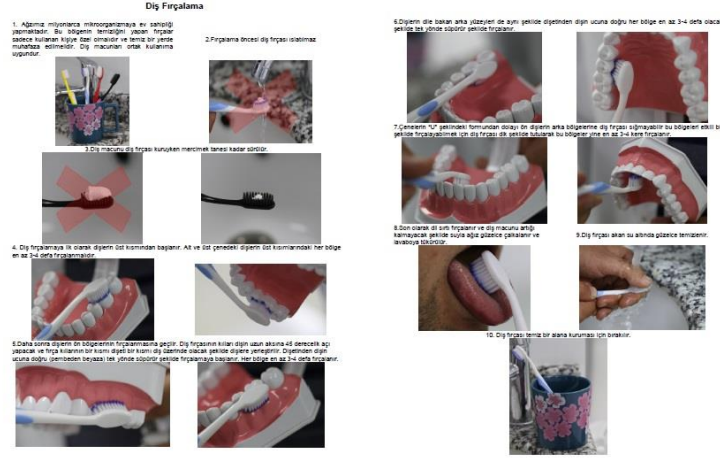 Diş Fırçalama
1. Ağzımız milyonlarca mikroorganizmaya ev sahipliği
yapmaktadır. Bu bölgenin temizliğini yapan fırçalar
sadece kullanan kişiye özel olmalıdır ve temiz bir yerde
muhafaza edilmelidir. Diş macunları ortak kullanıma
uygundur.
2.Fırçalama öncesi diş fırçası ıslatılmaz
3.Diş macunu diş fırçası kuruyken mercimek tanesi kadar sürülür.
4. Diş fırçalamaya ilk olarak dişlerin üst kısmından başlanır. Alt ve üst çenedeki dişlerin üst kısımlarındaki her bölge
en az 3-4 defa fırçalanmalıdır.
5.Daha sonra dişlerin ön bölgelerinin fırçalanmasına geçilir. Diş fırçasının kılları dişin uzun aksına 45 derecelik açı
yapacak ve fırça kıllarının bir kısmı dişeti bir kısmı diş üzerinde olacak şekilde dişlere yerleştirilir. Dişetinden dişin
ucuna doğru (pembeden beyaza) tek yönde süpürür şekilde fırçalamaya başlanır. Her bölge en az 3-4 defa fırçalanır.
6.Dişlerin dile bakan arka yüzeyleri de aynı şekilde dişetinden dişin ucuna doğru her bölge en az 3-4 defa olacak
şekilde tek yönde süpürür şekilde fırçalanır.
7.Çenelerin "U" şeklindeki formundan dolayı ön dişlerin arka bölgelerine diş fırçası sığmayabilir bu bölgeleri etkili bir
şekilde fırçalayabilmek için diş fırçası dik şekilde tutularak bu bölgeler yine en az 3-4 kere fırçalanır.
8.Son olarak dil sırtı fırçalanır ve diş macunu artığı
kalmayacak şekilde suyla ağız güzelce çalkalanır ve
lavaboya tükürülür.
9.Diş fırçası akan su altında güzelce temizlenir.
10. Diş fırçası temiz bir alana kuruması için bırakılır.